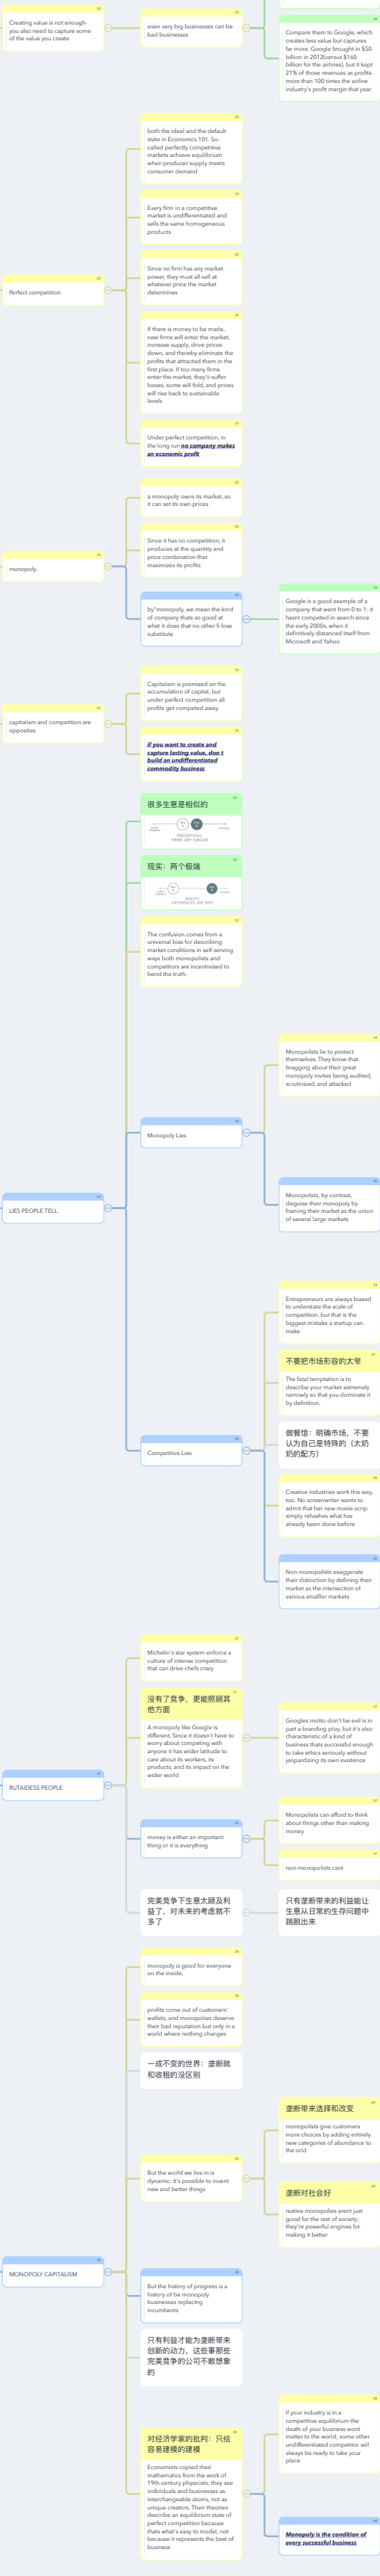 Creating value is not enough-
you also need to capture some
of the value you create
even very big businesses can be
bad businesses
Compare them to Google, which
creates less value but captures
far more. Google brought in $50
billion in 2012(versus $160
billion for the airlines), but it kept
21% of those revenues as profits-
more than 100 times the airline
industry's profit margin that year
Perfect competition
both the ideal and the default
state in Economics 101. So-
called perfectly competitive
markets achieve equilibrium
when producer supply meets
consumer demand
Every firm in a competitive
market is undifferentiated and
sells the same homogeneous
products
Since no firm has any market
power, they must all sell at
whatever price the market
determines
If there is money to be made,
new firms will enter the market,
increase supply, drive prices
down, and thereby eliminate the
profits that attracted them in the
first place. If too many firms
enter the market, they'll suffer
losses, some will fold, and prices
will rise back to sustainable
levels
Under perfect competition, in
the long run no company makes
an economic profit
monopoly.
a monopoly owns its market, so
it can set its own prices
Since it has no competition, it
produces at the quantity and
price combination that
maximizes its profits
by"monopoly, we mean the kind
of company thats so good at
what it does that no other fi lose
substitute
Google is a good example of a
company that went from 0 to 1: it
hasnt competed in search since
the early 2000s, when it
definitively distanced itself from
Microsoft and Yahoo
capitalism and competition are
opposites
Capitalism is premised on the
accumulation of capital, but
under perfect competition all
profits get competed away
if you want to create and
capture lasting value, don t
build an undifferentiated
commodity business
LIES PEOPLE TELL
很多生意是相似的
PERCEPTION:
FIRMS ARE SIMILAR
现实：两个极端
REALITY:
DIFFERENCES ARE DEEP
The confusion comes from a
universal bias for describing
market conditions in self-serving
ways both monopolists and
competitors are incentivized to
bend the truth.
Monopoly Lies
Monopolists lie to protect
themselves. They know that
bragging about their great
monopoly invites being audited,
scrutinized, and attacked
Monopolists, by contrast,
disguise their monopoly by
framing their market as the union
of several large markets
Competitive Lies
Entrepreneurs are always biased
to understate the scale of
competition, but that is the
biggest mistake a startup can
make
不要把市场形容的太窄
The fatal temptation is to
describe your market extremely
narrowly so that you dominate it
by definition.
做餐馆：明确市场，不要
认为自己是特殊的（太奶
奶的配方）
Creative industries work this way,
too. No screenwriter wants to
admit that her new movie scrip
simply rehashes what has
already been done before
Non-monopolists exaggerate
their distinction by defining their
market as the intersection of
various smaller markets
RUTAIDESS PEOPLE
Michelin's star system enforce a
culture of intense competition
that can drive chefs crazy
没有了竞争，更能照顾其
他方面
A monopoly like Google is
different. Since it doesn't have to
worry about competing with
anyone it has wider latitude to
care about its workers, its
products, and its impact on the
wider world
Googles motto-don't be evil-is in
part a branding ploy, but it's also
characteristic of a kind of
business thats successful enough
to take ethics seriously without
jeopardizing its own existence
money is either an important
thing or it is everything
Monopolists can afford to think
about things other than making
money
non-monopolists cant
完美竞争下生意太顾及利
益了，对未来的考虑就不
多了
只有垄断带来的利益能让
生意从日常的生存问题中
跳脱出来
MONOPOLY CAPITALISM
monopoly is good for everyone
on the inside,
profits come out of customers'
wallets, and monopolies deserve
their bad reputation-but only in a
world where nothing changes
一成不变的世界：垄断就
和收租的没区别
But the world we live in is
dynamic: it's possible to invent
new and better things
垄断带来选择和改变
monopolists give customers
more choices by adding entirely
new categories of abundance to
the orld
垄断对社会好
reative monopolies arent just
good for the rest of society;
they're powerful engines for
making it better
But the history of progress is a
history of be monopoly
businesses replacing
incumbents
只有利益才能为垄断带来
创新的动力，这些事那些
完美竞争的公司不敢想象
的
对经济学家的批判：只给
容易建模的建模
Economists copied their
mathematics from the work of
19th-century physicists: they see
individuals and businesses as
interchangeable atoms, not as
unique creators. Their theories
describe an equilibrium state of
perfect competition because
thats what's easy to model, not
because it represents the best of
business
If your industry is in a
competitive equilibrium the
death of your business wont
matter to the world; some other
undifferentiated competitor will
always be ready to take your
place
Monopoly is the condition of
every successful business